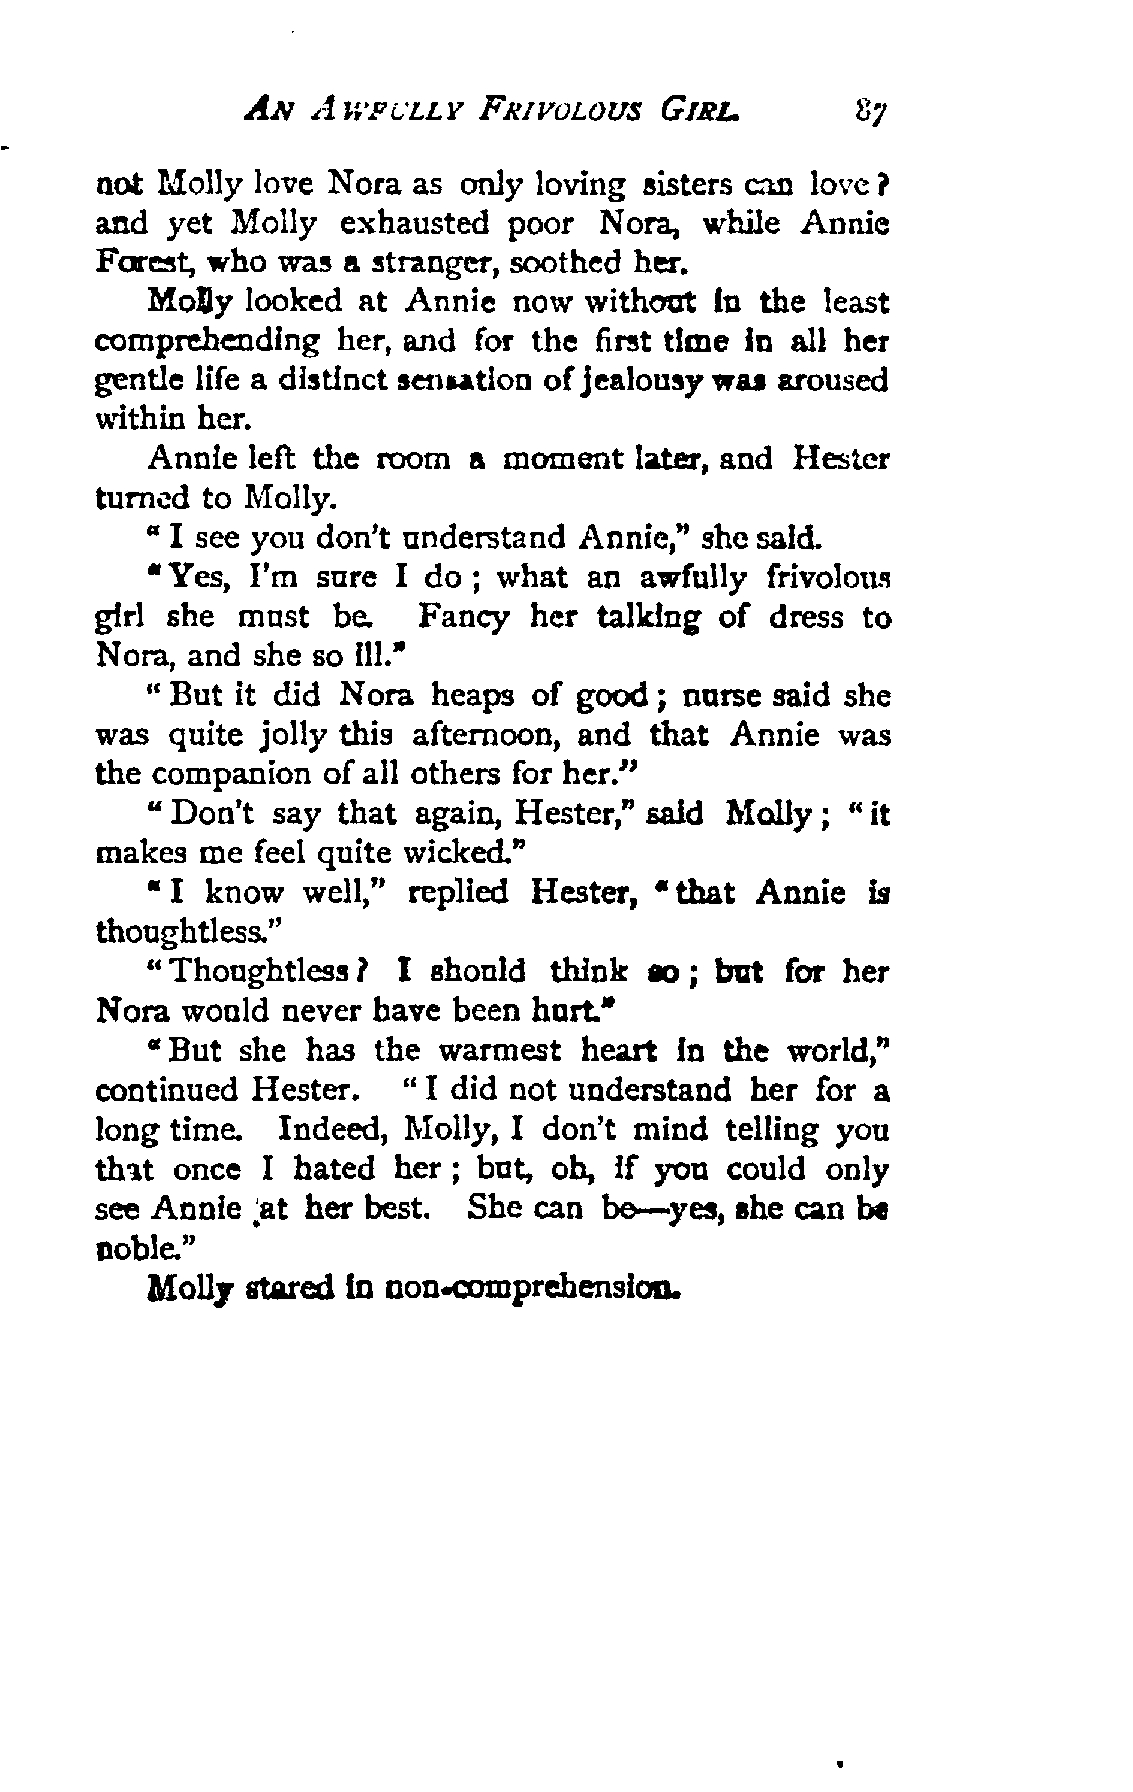 AN AWFULLY FRIVOLOUS GIRL. 87
not Molly love Nora as only loving sisters can love?
and yet Molly exhausted poor Nora, while Annie
Forest, who was a stranger, soothed her.
Molly looked at Annie now without in the least
comprehending her, and for the first time in all her
gentle life a distinct sensation of jealousy was aroused
within her.
Annie left the room a moment later, and Hester
turned to Molly.
"I see you don't understand Annie," she said.
"Yes, I'm sure I do; what an awfully frivolous
girl she must be. Fancy her talking of dress to
Nora, and she so ill."
"But it did Nora heaps of good; nurse said she
was quite jolly this afternoon, and that Annie was
the companion of all others for her."
"Don't say that again, Hester," said Molly; "it
makes me feel quite wicked."
"I know well," replied Hester, "that Annie is
thoughtless."
"Thoughtless? I should think so; but for her
Nora would never have been hurt."
"But she has the warmest heart in the world,"
continued Hester. "I did not understand her for a
long time. Indeed, Molly, I don't mind telling you
that once I hated her; but, oh, if you could only
see Annie at her best. She can be—yes, she can be
noble."
Molly stared in non-comprehension.